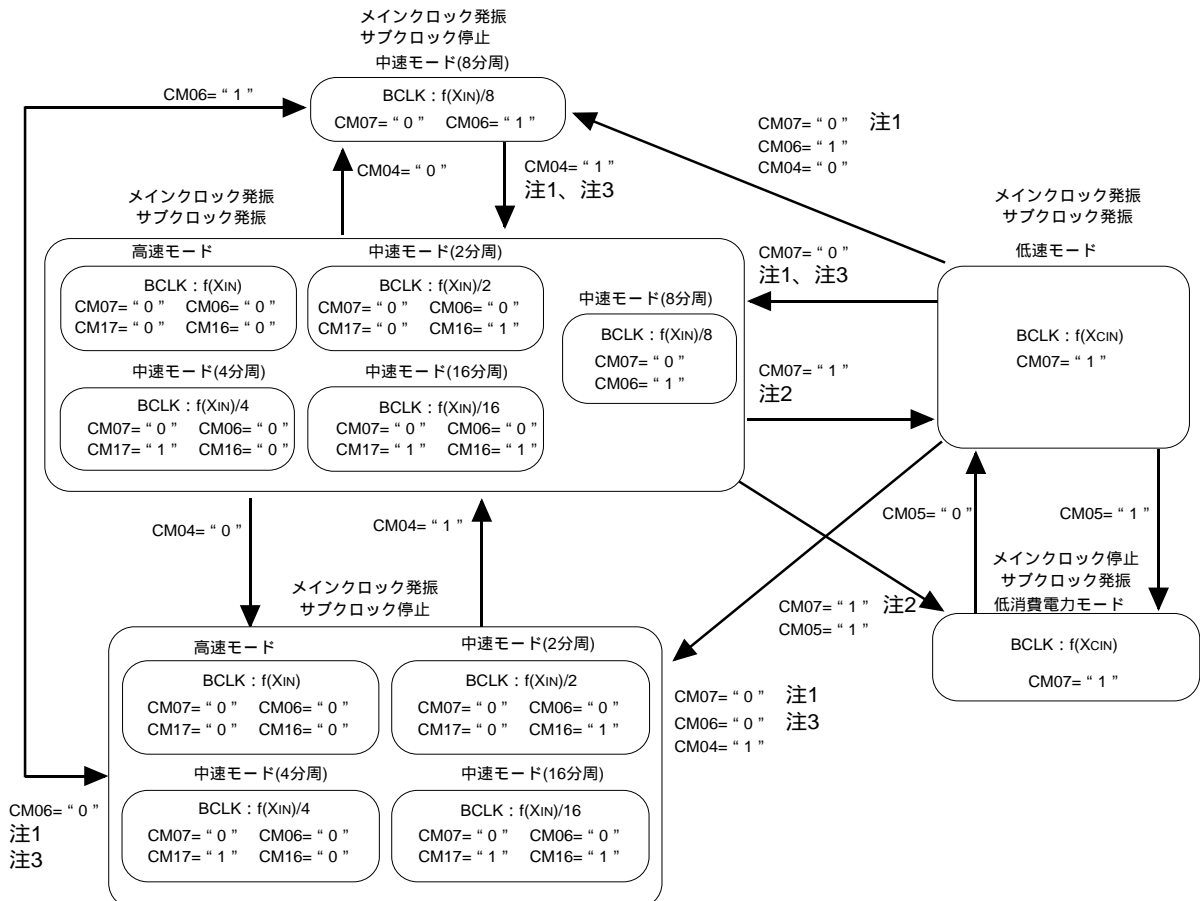 メインクロック発振
サブクロック停止
中速モード(8分周)
CM06= “ 1 ”
BCLK : f(XIN)/8
CM07= “ 0 ” CM06= “ 1 ”
CM07= “ 0 ” 注1
CM06= “ 1 ”
CM04= “ 0 ”
CM04= “ 0 ”
CM04= “ 1 ”
注1、注3
メインクロック発振
サブクロック発振
高速モード
BCLK : f(XIN)
CM07= “ 0 ” CM06= “ 0 ”
CM17= “ 0 ” CM16= “ 0 ”
中速モード(2分周)
BCLK : f(XIN)/2
CM07= “ 0 ” CM06= “ 0 ”
CM17= “ 0 ” CM16= “ 1 ”
中速モード(8分周)
BCLK : f(XIN)/8
CM07= “ 0 ”
CM06= “ 1 ”
中速モード(4分周)
BCLK : f(XIN)/4
CM07= “ 0 ” CM06= “ 0 ”
CM17= “ 1 ” CM16= “ 0 ”
中速モード(16分周)
BCLK : f(XIN)/16
CM07= “ 0 ” CM06= “ 0 ”
CM17= “ 1 ” CM16= “ 1 ”
CM07= “ 0 ”
注1、注3
CM07= “ 1 ”
注2
メインクロック発振
サブクロック発振
低速モード
BCLK : f(XCIN)
CM07= “ 1 ”
CM04= “ 0 ”
CM04= “ 1 ”
CM05= “ 0 ”
CM05= “ 1 ”
メインクロック停止
サブクロック発振
低消費電力モード
BCLK : f(XCIN)
CM07= “ 1 ”
CM07= “ 1 ” 注2
CM05= “ 1 ”
メインクロック発振
サブクロック停止
高速モード
BCLK : f(XIN)
CM07= “ 0 ” CM06= “ 0 ”
CM17= “ 0 ” CM16= “ 0 ”
中速モード(2分周)
BCLK : f(XIN)/2
CM07= “ 0 ” CM06= “ 0 ”
CM17= “ 0 ” CM16= “ 1 ”
CM07= “ 0 ” 注1
CM06= “ 0 ” 注3
CM04= “ 1 ”
中速モード(4分周)
BCLK : f(XIN)/4
CM07= “ 0 ” CM06= “ 0 ”
CM17= “ 1 ” CM16= “ 0 ”
中速モード(16分周)
BCLK : f(XIN)/16
CM07= “ 0 ” CM06= “ 0 ”
CM17= “ 1 ” CM16= “ 1 ”
CM06= “ 0 ”
注1
注3